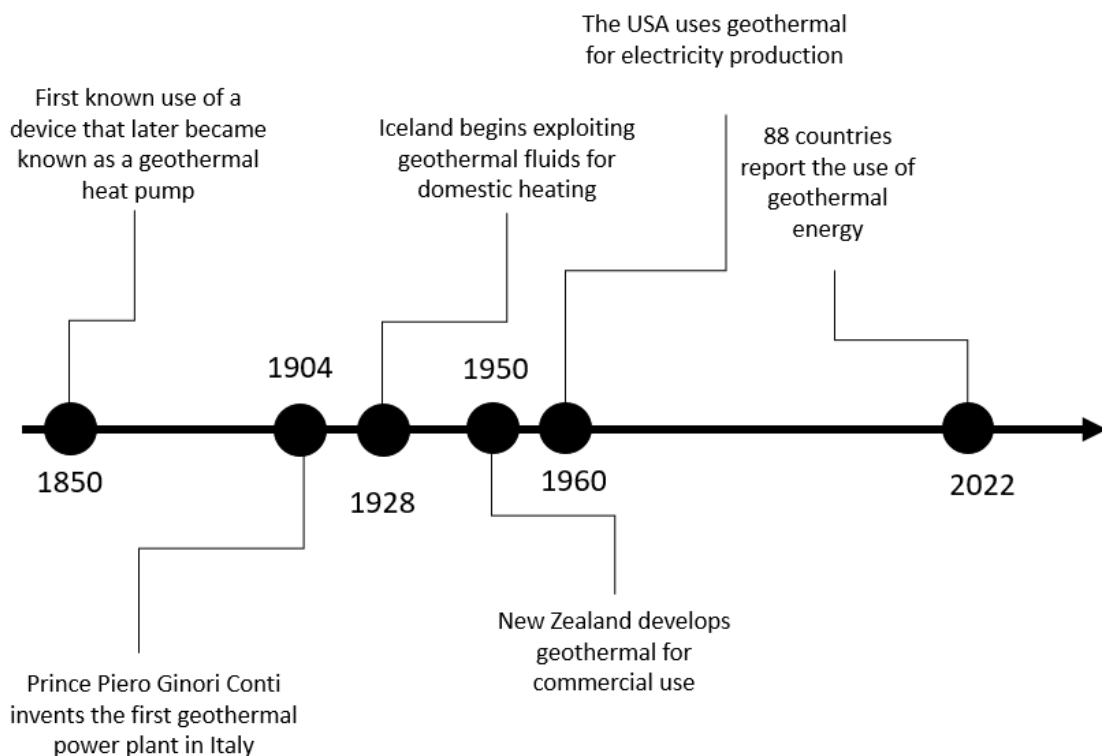 The USA uses geothermal
for electricity production
First known use of a
device that later became
known as a geothermal
heat pump
Iceland begins exploiting
geothermal fluids for
domestic heating
88 countries
report the use of
geothermal
energy
1904
1950
1850
1928
1960
2022
New Zealand develops
geothermal for
commercial use
Prince Piero Ginori Conti
invents the first geothermal
power plant in Italy